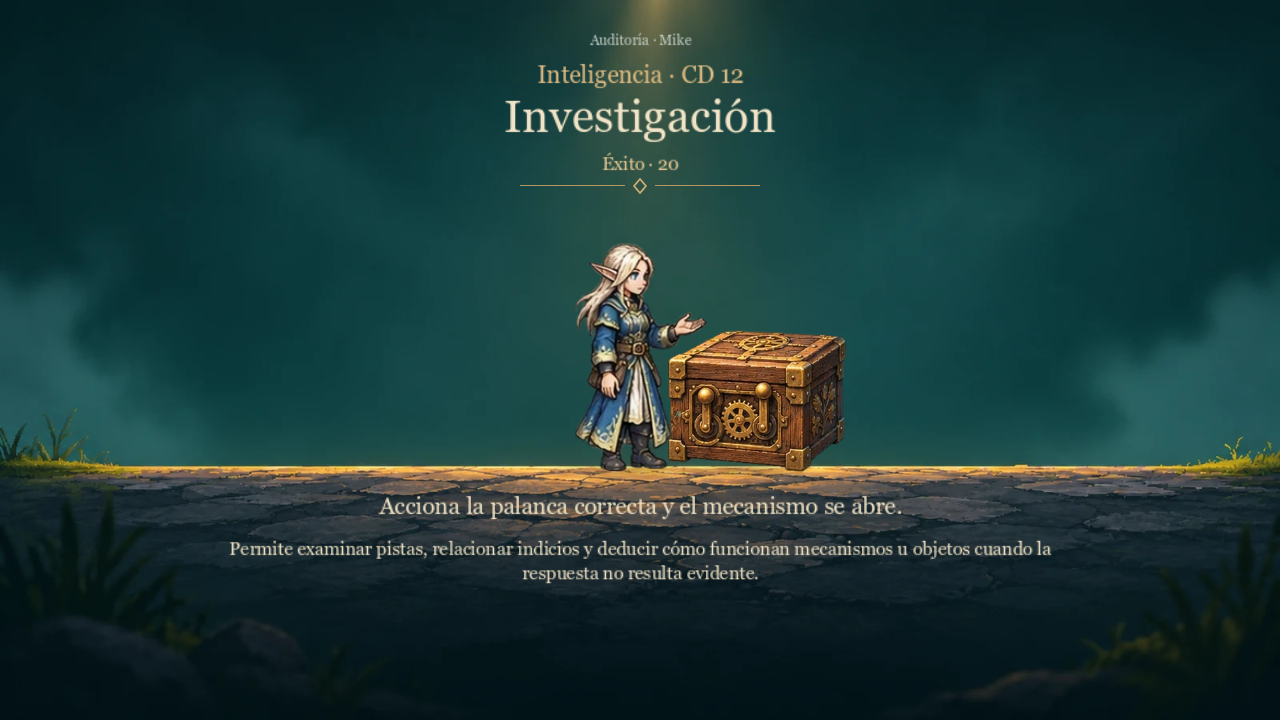 Auditoría · Mike
Inteligencia · CD 12
Investigación
Éxito · 20
Acciona la palanca correcta y el mecanismo se abre.
Permite examinar pistas, relacionar indicios y deducir cómo funcionan mecanismos u objetos cuando la
respuesta no resulta evidente.